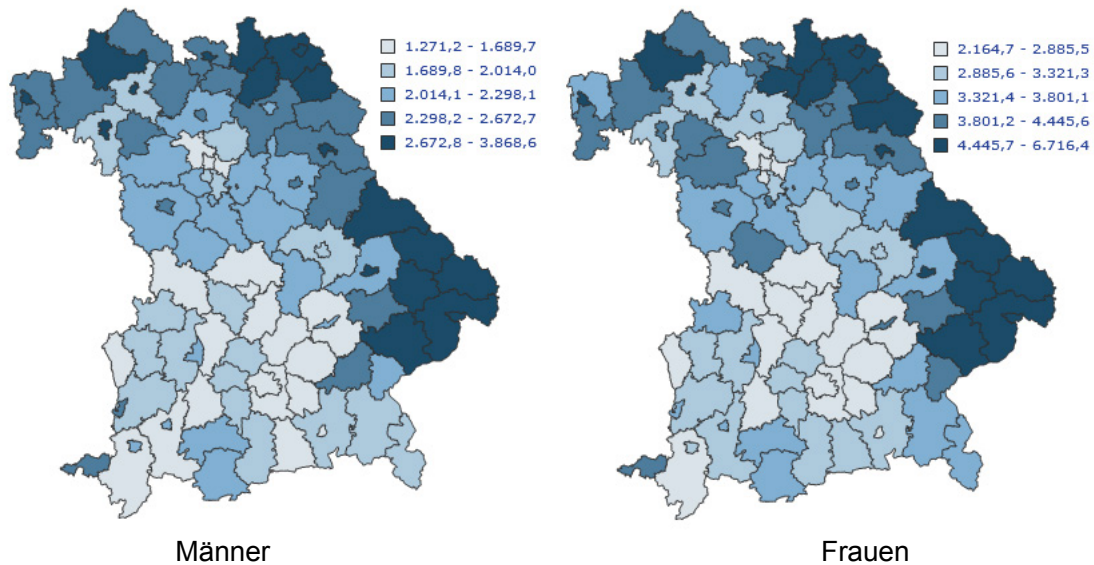 1.271,2 - 1.689,7
1.689,8 - 2.014,0
2.014,1 - 2.298,1
2.298,2 - 2.672,7
2.672,8 - 3.868,6
2.164,7 - 2.885,5
2.885,6 - 3.321,3
3.321,4 - 3.801,1
3.801,2 - 4.445,6
4.445,7 - 6.716,4
Männer
Frauen